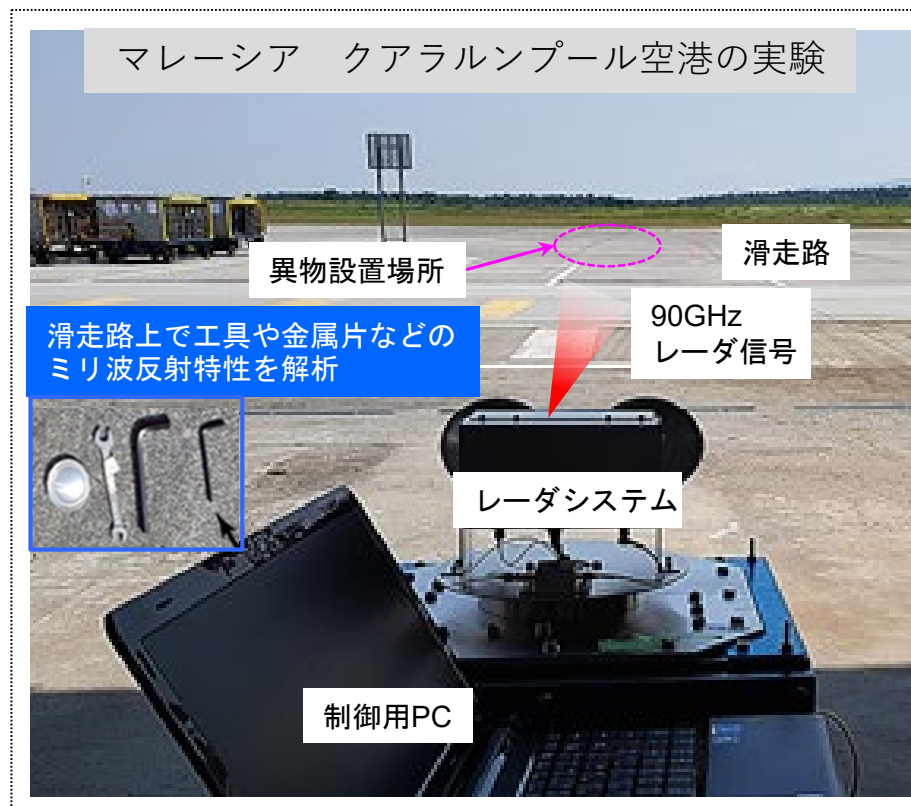 マレーシア　クアラルンプール空港の実験
異物設置場所
滑走路
90GHz
レーダ信号
滑走路上で工具や金属片などの
ミリ波反射特性を解析
レーダシステム
制御用PC